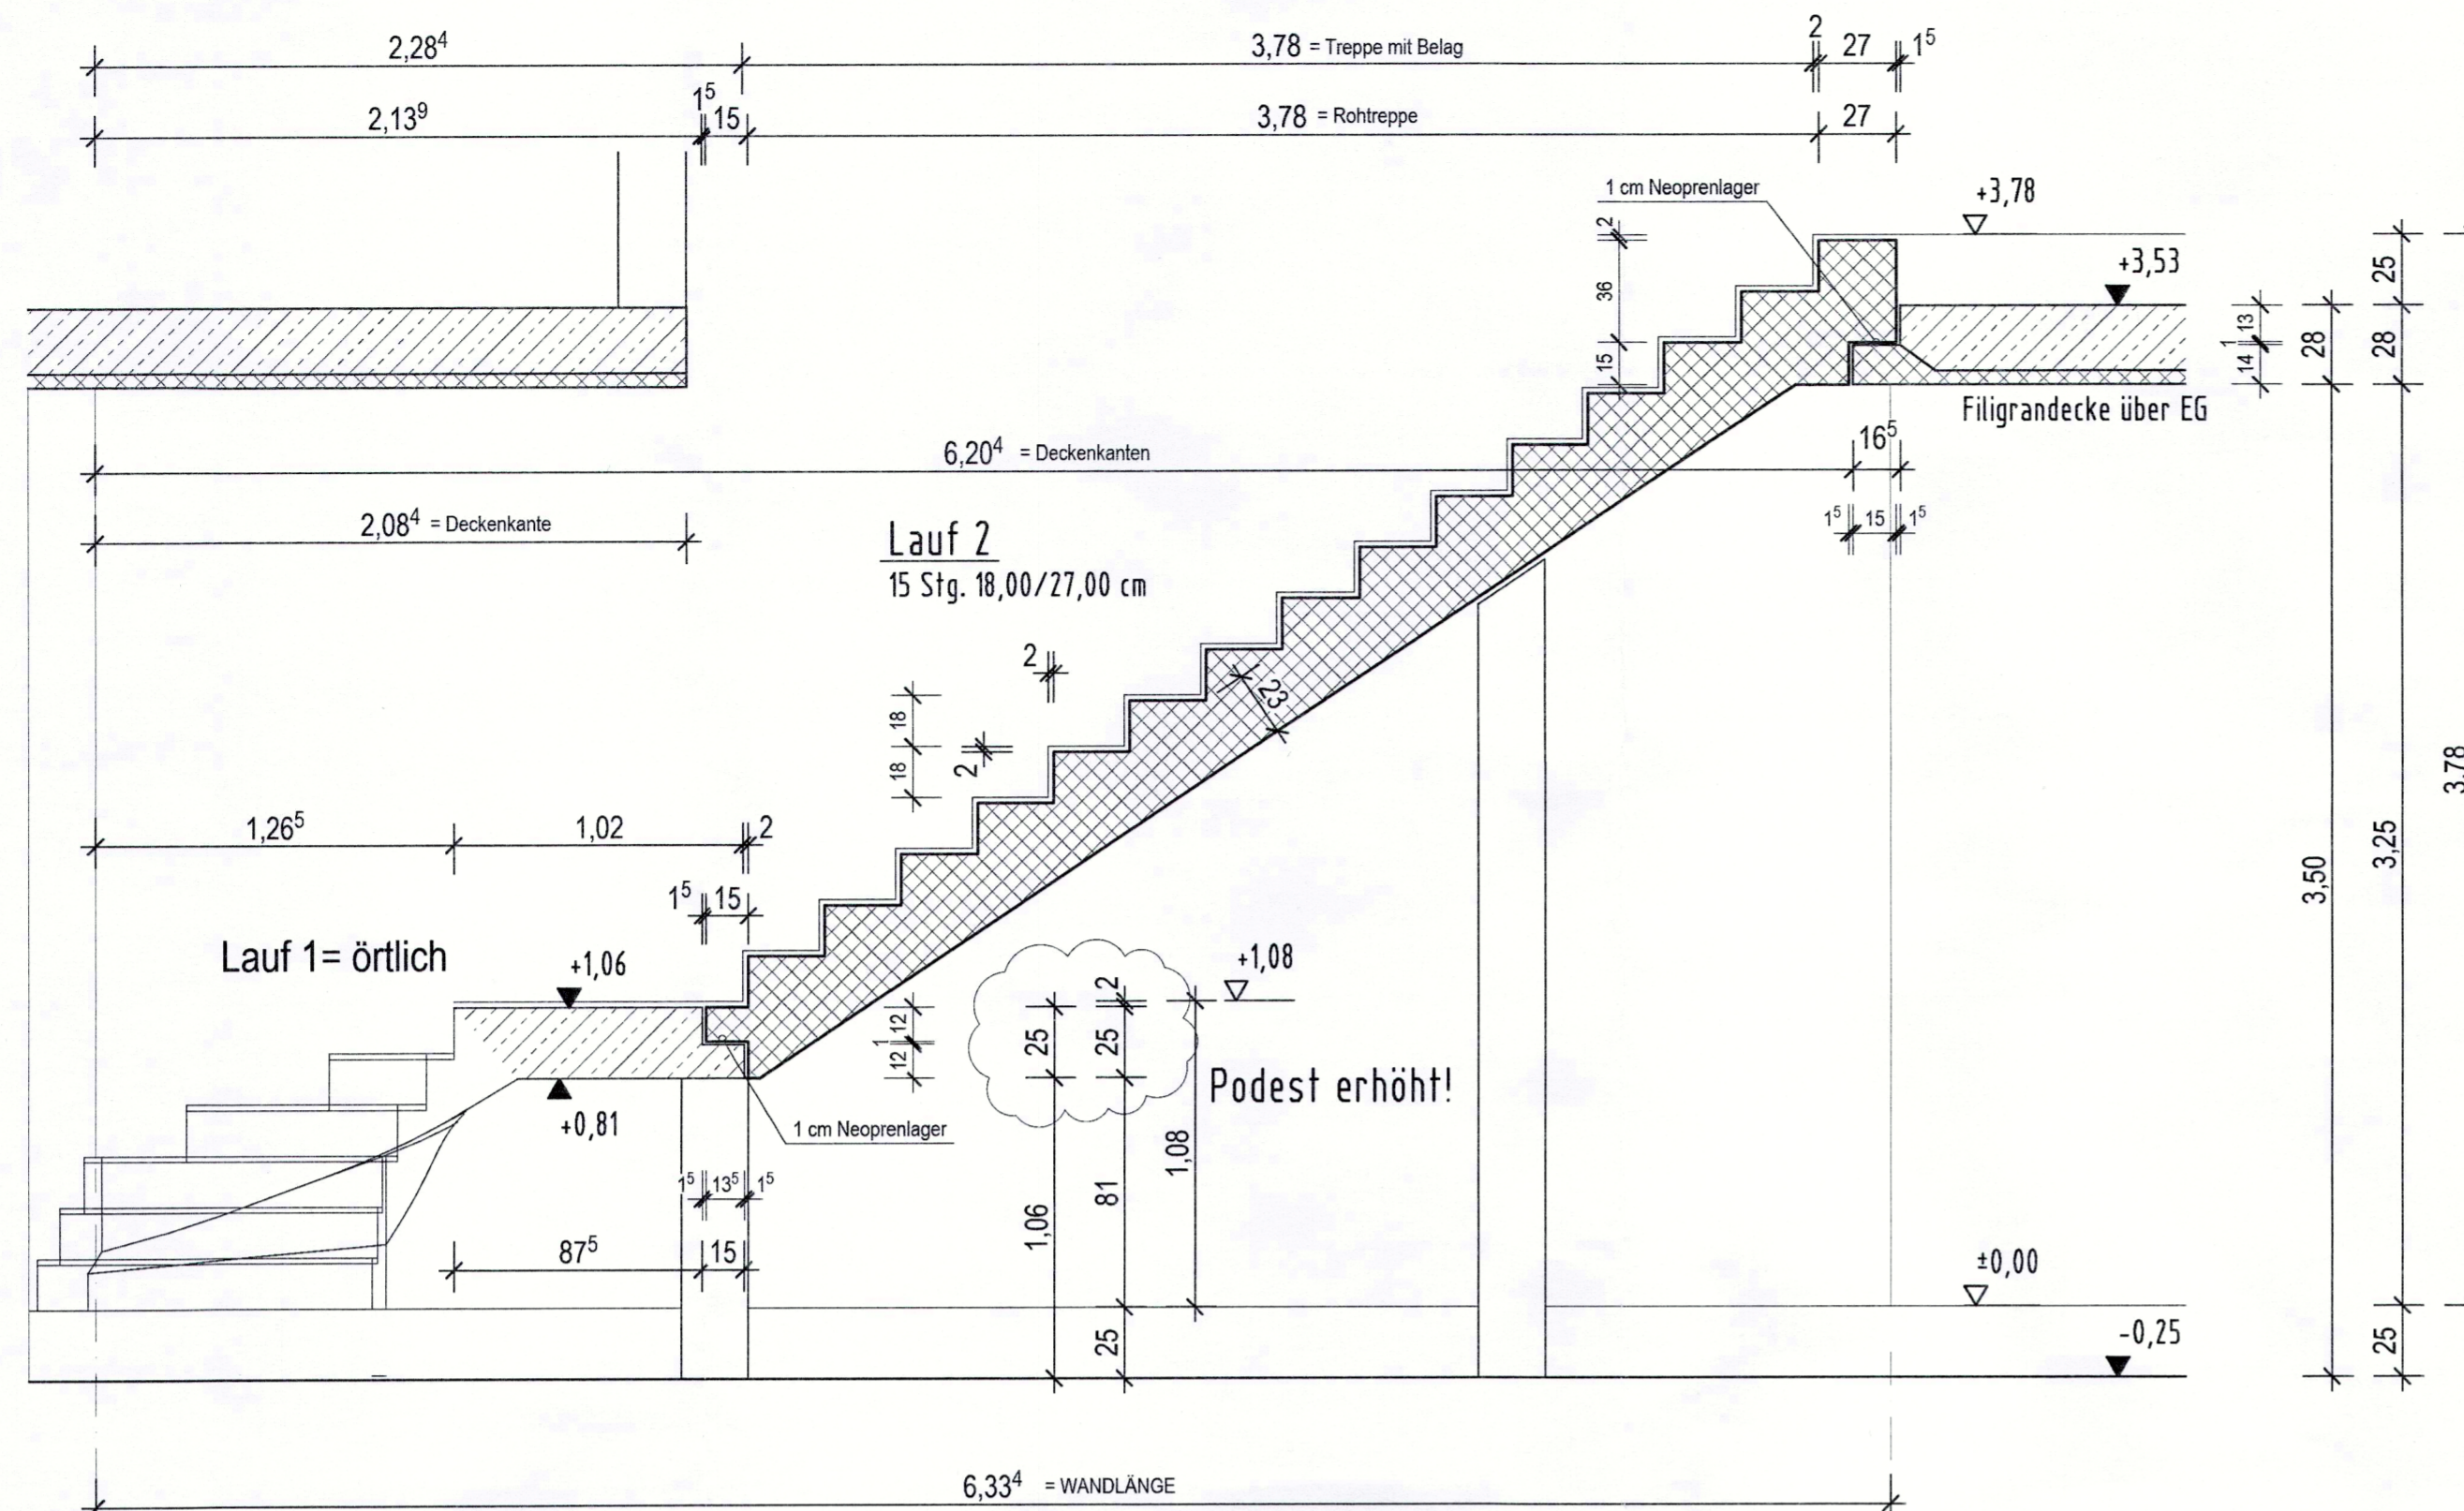 2,28⁴ 3,78 = Treppe mit Belag 2 27 1⁵
2,13⁹ 1⁵ 15 3,78 = Rohtreppe 27
1 cm Neoprenlager
+3,78
+3,53
2
36
15
25
13
1
14
28
28
Filigrandecke über EG
6,20⁴ = Deckenkanten 16⁵
2,08⁴ = Deckenkante
1⁵ 15 1⁵
Lauf 2
15 Stg. 18,00/27,00 cm
2
23
18
18
2
3,78
1,26⁵ 1,02 2
3,50
3,25
1⁵ 15
Lauf 1= örtlich
+1,06
+1,08
2
12
1
12
25
25
Podest erhöht!
+0,81
1 cm Neoprenlager
1,08
1⁵ 13⁵ 1⁵
1,06
81
87⁵ 15
±0,00
25
-0,25
25
6,33⁴ = WANDLÄNGE